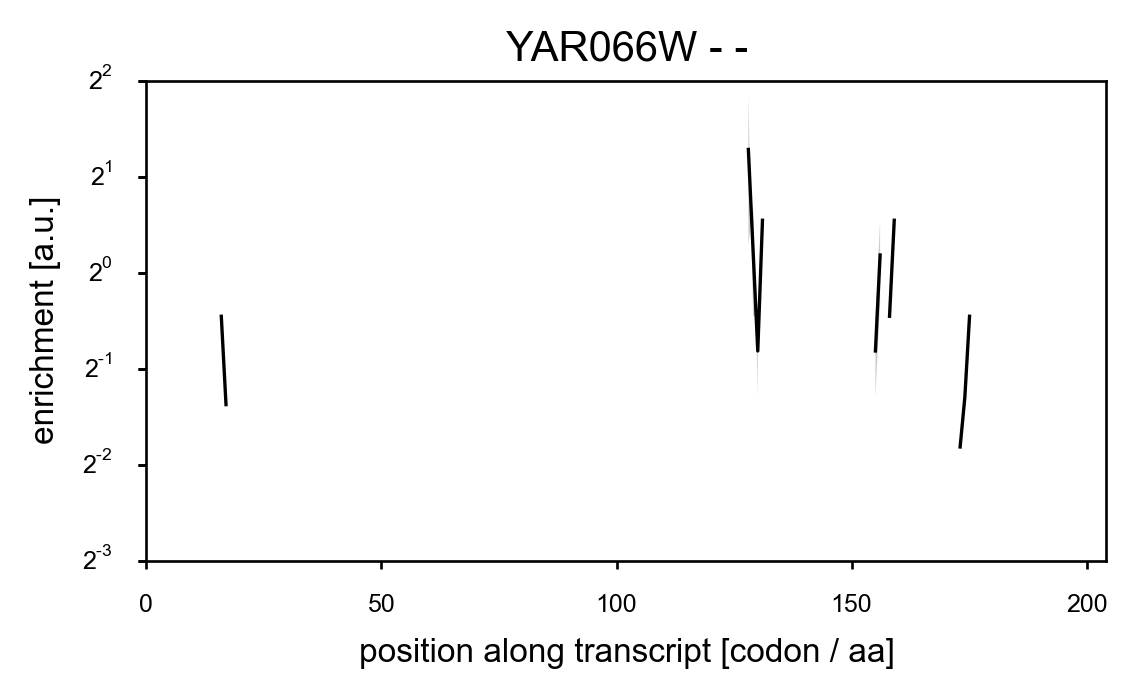 YAR066W - -
2^2
2^1
2^0
2^-1
2^-2
2^-3
enrichment [a.u.]
0 50 100 150 200
position along transcript [codon / aa]